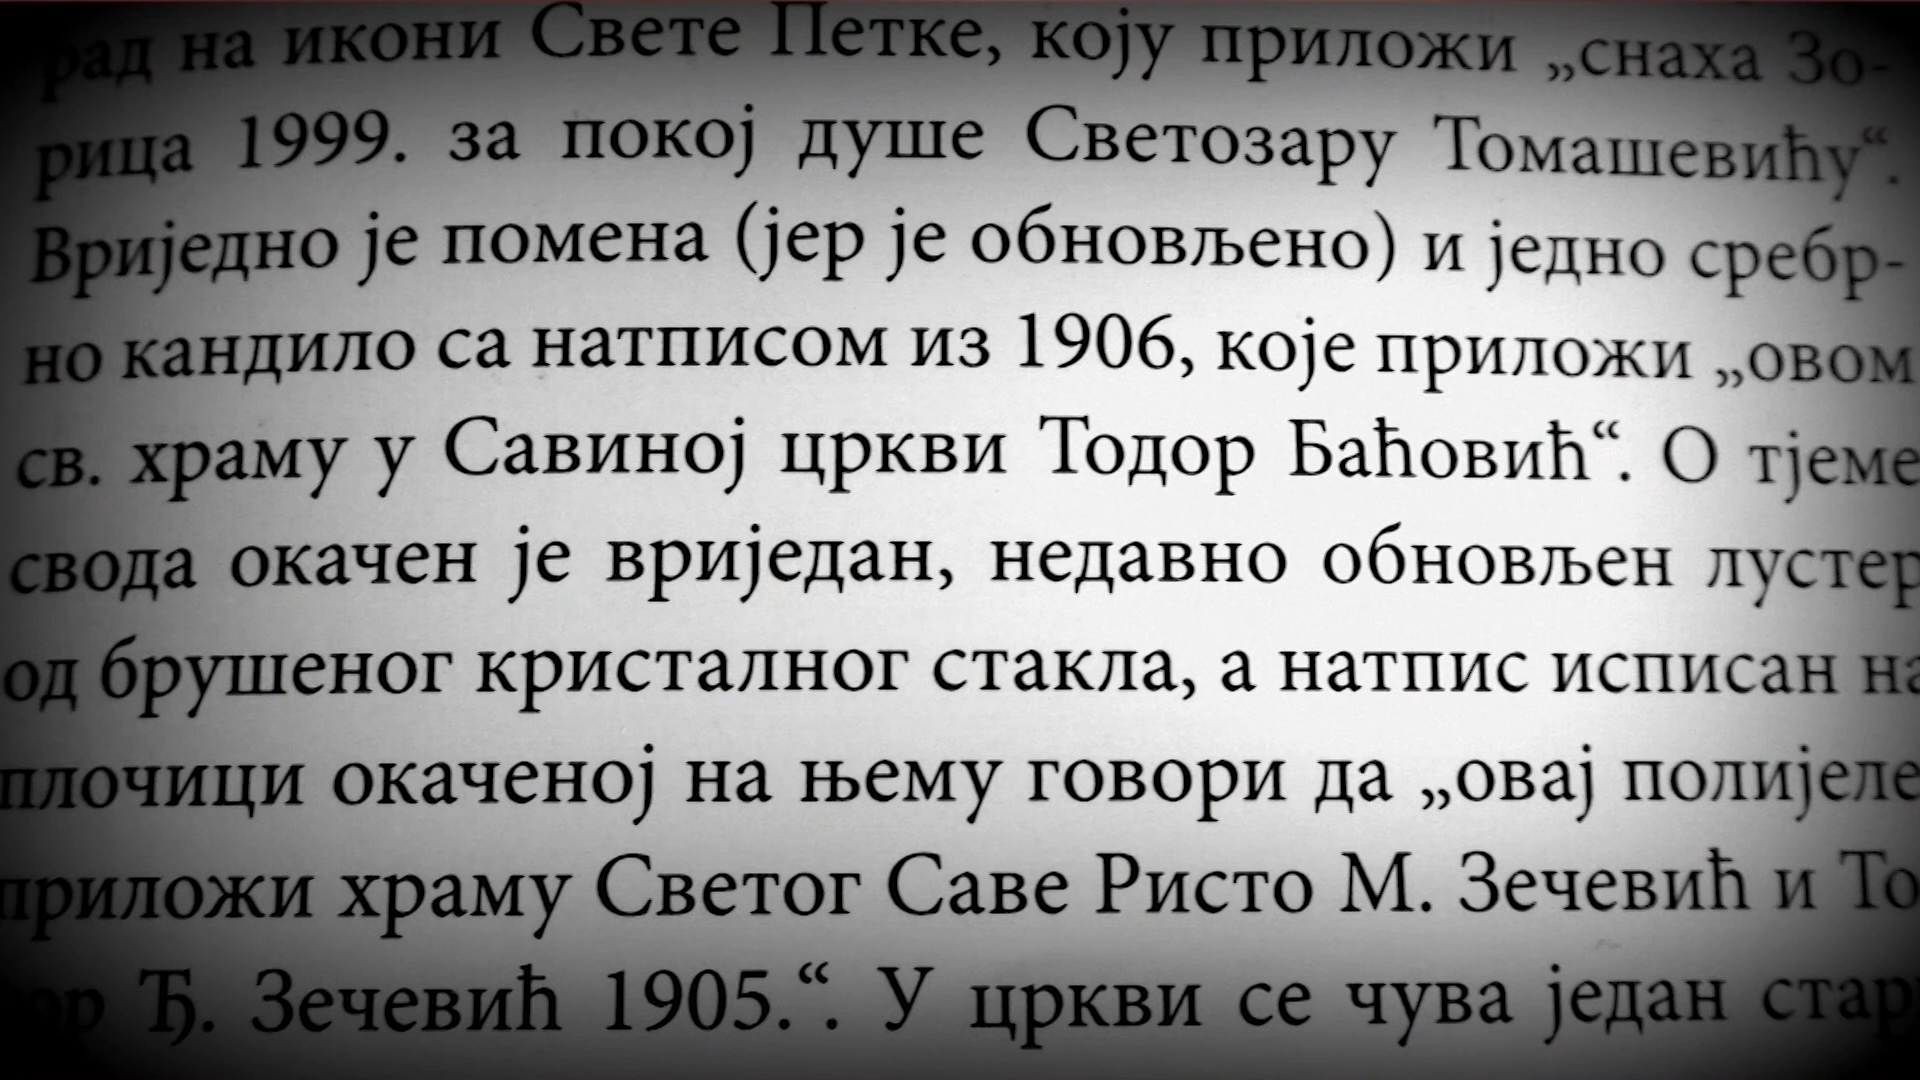 рад на икони Свете Петке, коју приложи „снаха Зо-
рица 1999. за покој душе Светозару Томашевићу“.
Вриједно је помена (јер је обновљено) и једно сребр-
но кандило са натписом из 1906, које приложи „овом
св. храму у Савиној цркви Тодор Баћовић“. О тјеме
свода окачен је вриједан, недавно обновљен лустер
од брушеног кристалног стакла, а натпис исписан на
плочици окаченој на њему говори да „овај полијеле
приложи храму Светог Саве Ристо М. Зечевић и То
ор Ђ. Зечевић 1905.“. У цркви се чува један стар